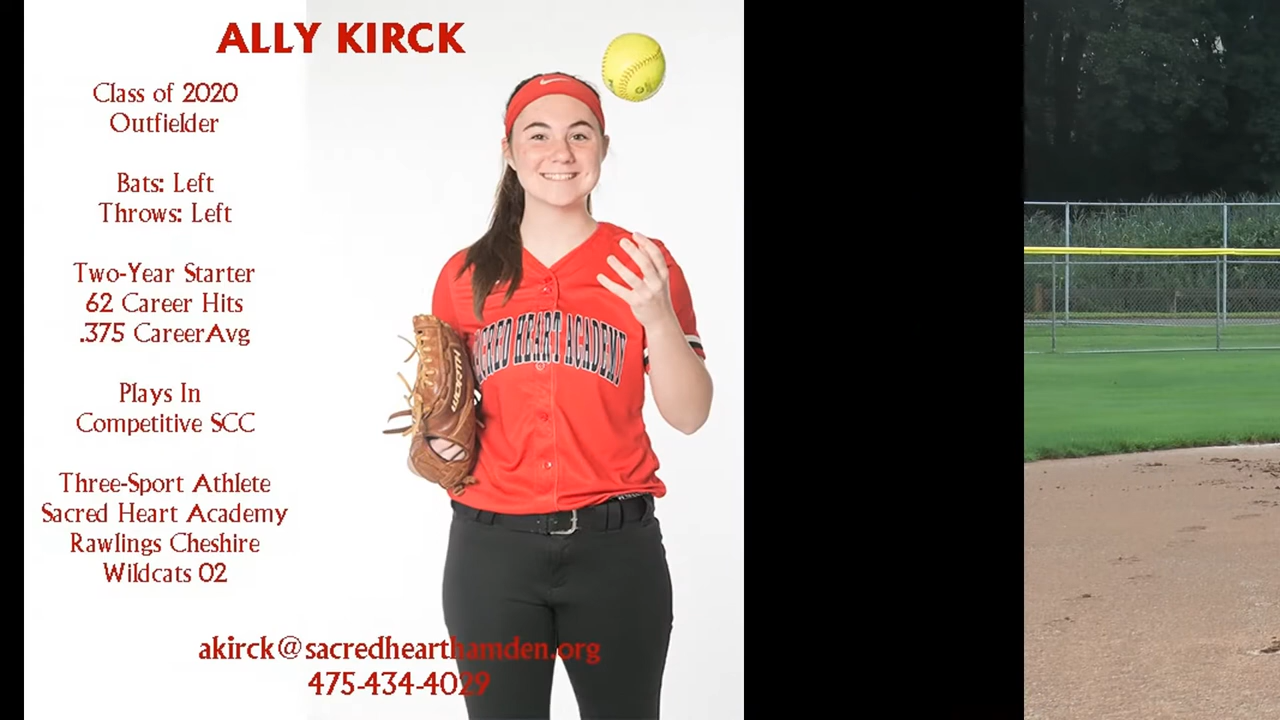 ALLY KIRCK
Class of 2020
Outfielder
Bats: Left
Throws: Left
Two-Year Starter
62 Career Hits
.375 CareerAvg
Plays In
Competitive SCC
Three-Sport Athlete
Sacred Heart Academy
Rawlings Cheshire
Wildcats 02
akirck@sacredhearthamden.org
475-434-4029
SACRED HEART ACADEMY
WORTH